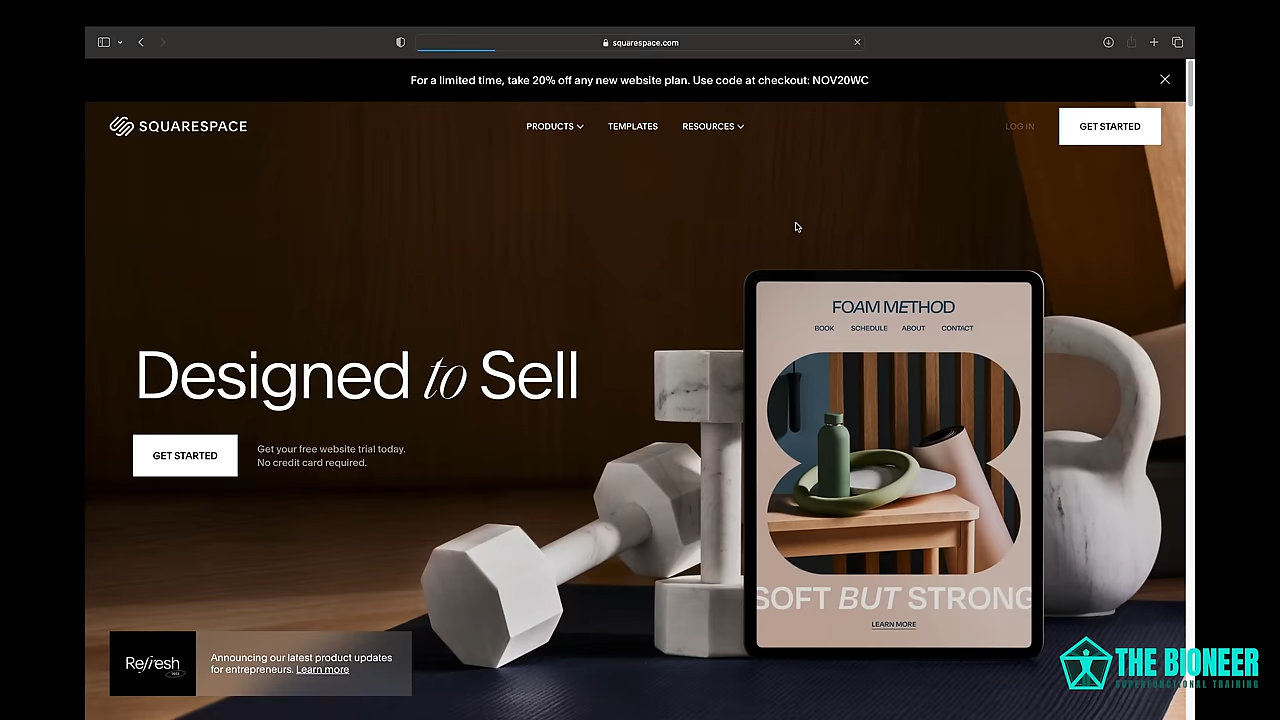 squarespace.com
For a limited time, take 20% off any new website plan. Use code at checkout: NOV20WC
SQUARESPACE
PRODUCTS
TEMPLATES
RESOURCES
LOG IN
GET STARTED
FOAM METHOD
BOOK SCHEDULE ABOUT CONTACT
Designed to Sell
GET STARTED
Get your free website trial today.
No credit card required.
SOFT BUT STRONG
LEARN MORE
Refresh
2023
Announcing our latest product updates
for entrepreneurs. Learn more
THE BIONEER
SUPERFUNCTIONAL TRAINING